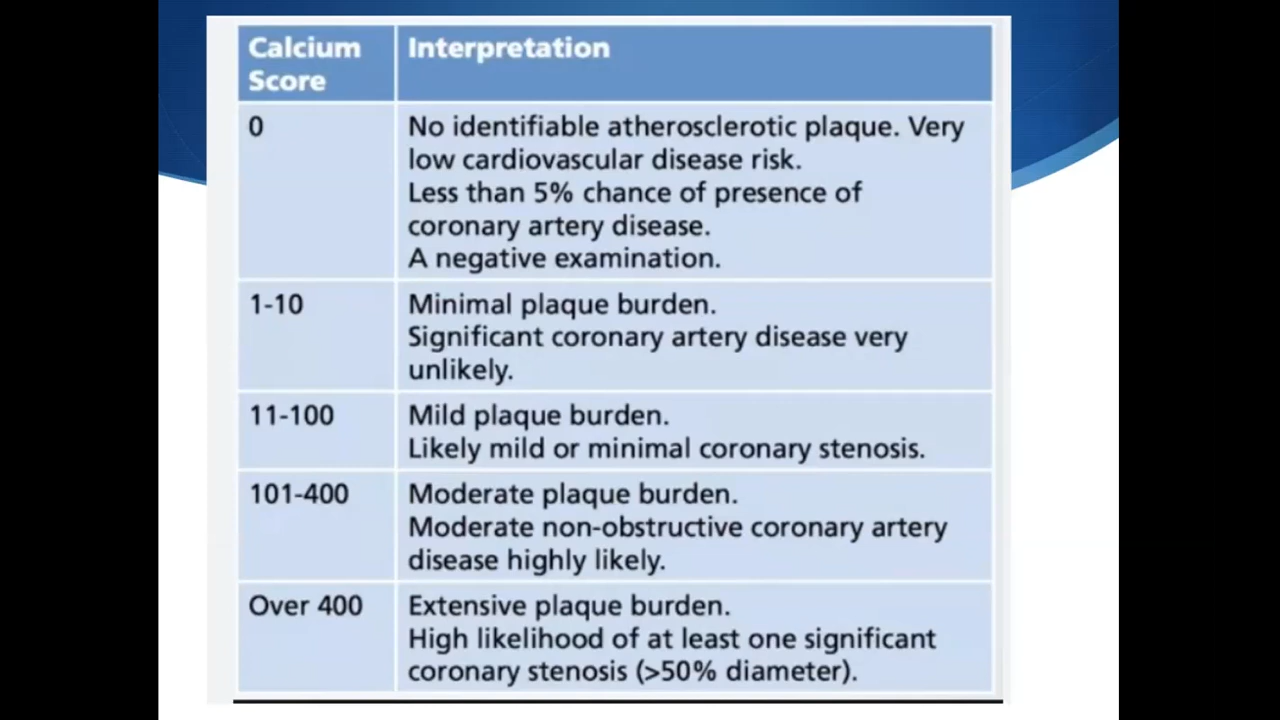 Calcium Score
Interpretation
0
No identifiable atherosclerotic plaque. Very
low cardiovascular disease risk.
Less than 5% chance of presence of
coronary artery disease.
A negative examination.
1-10
Minimal plaque burden.
Significant coronary artery disease very
unlikely.
11-100
Mild plaque burden.
Likely mild or minimal coronary stenosis.
101-400
Moderate plaque burden.
Moderate non-obstructive coronary artery
disease highly likely.
Over 400
Extensive plaque burden.
High likelihood of at least one significant
coronary stenosis (>50% diameter).